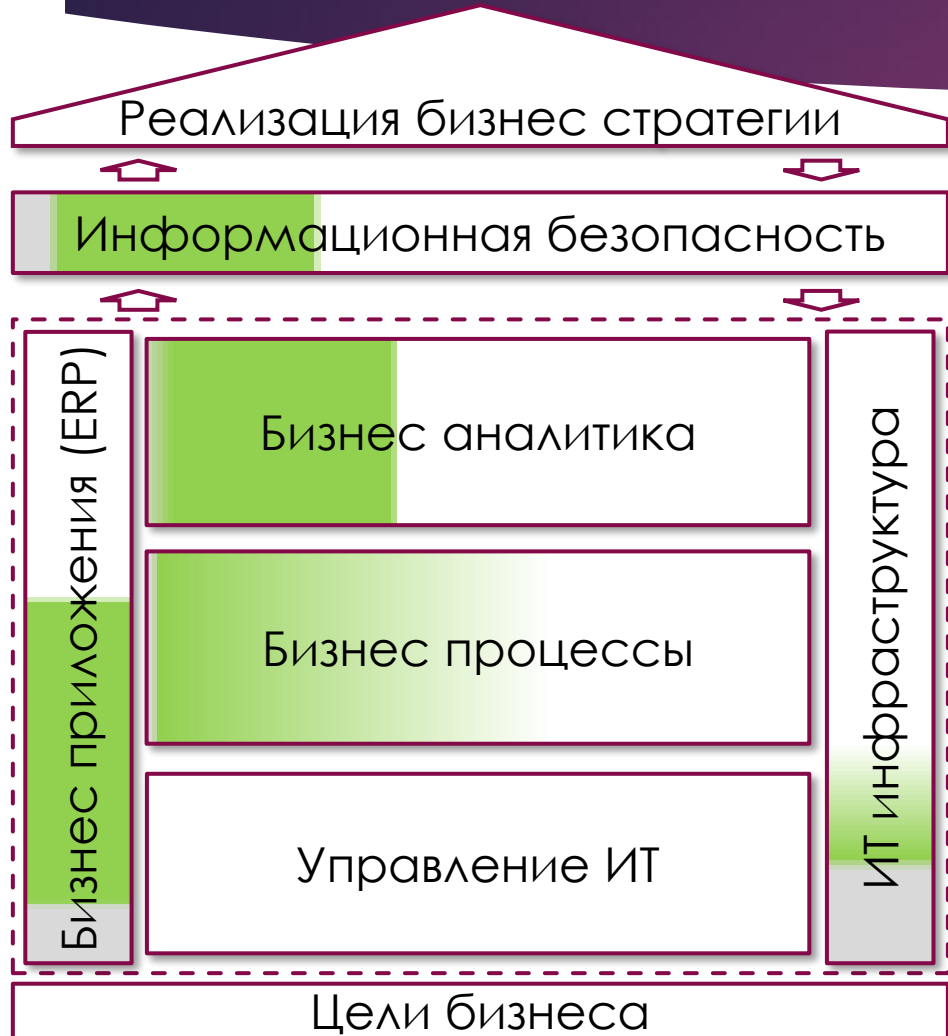 Реализация бизнес стратегии
Информационная безопасность
Бизнес приложения (ERP)
Бизнес аналитика
Бизнес процессы
Управление ИТ
ИТ инфраструктура
Цели бизнеса